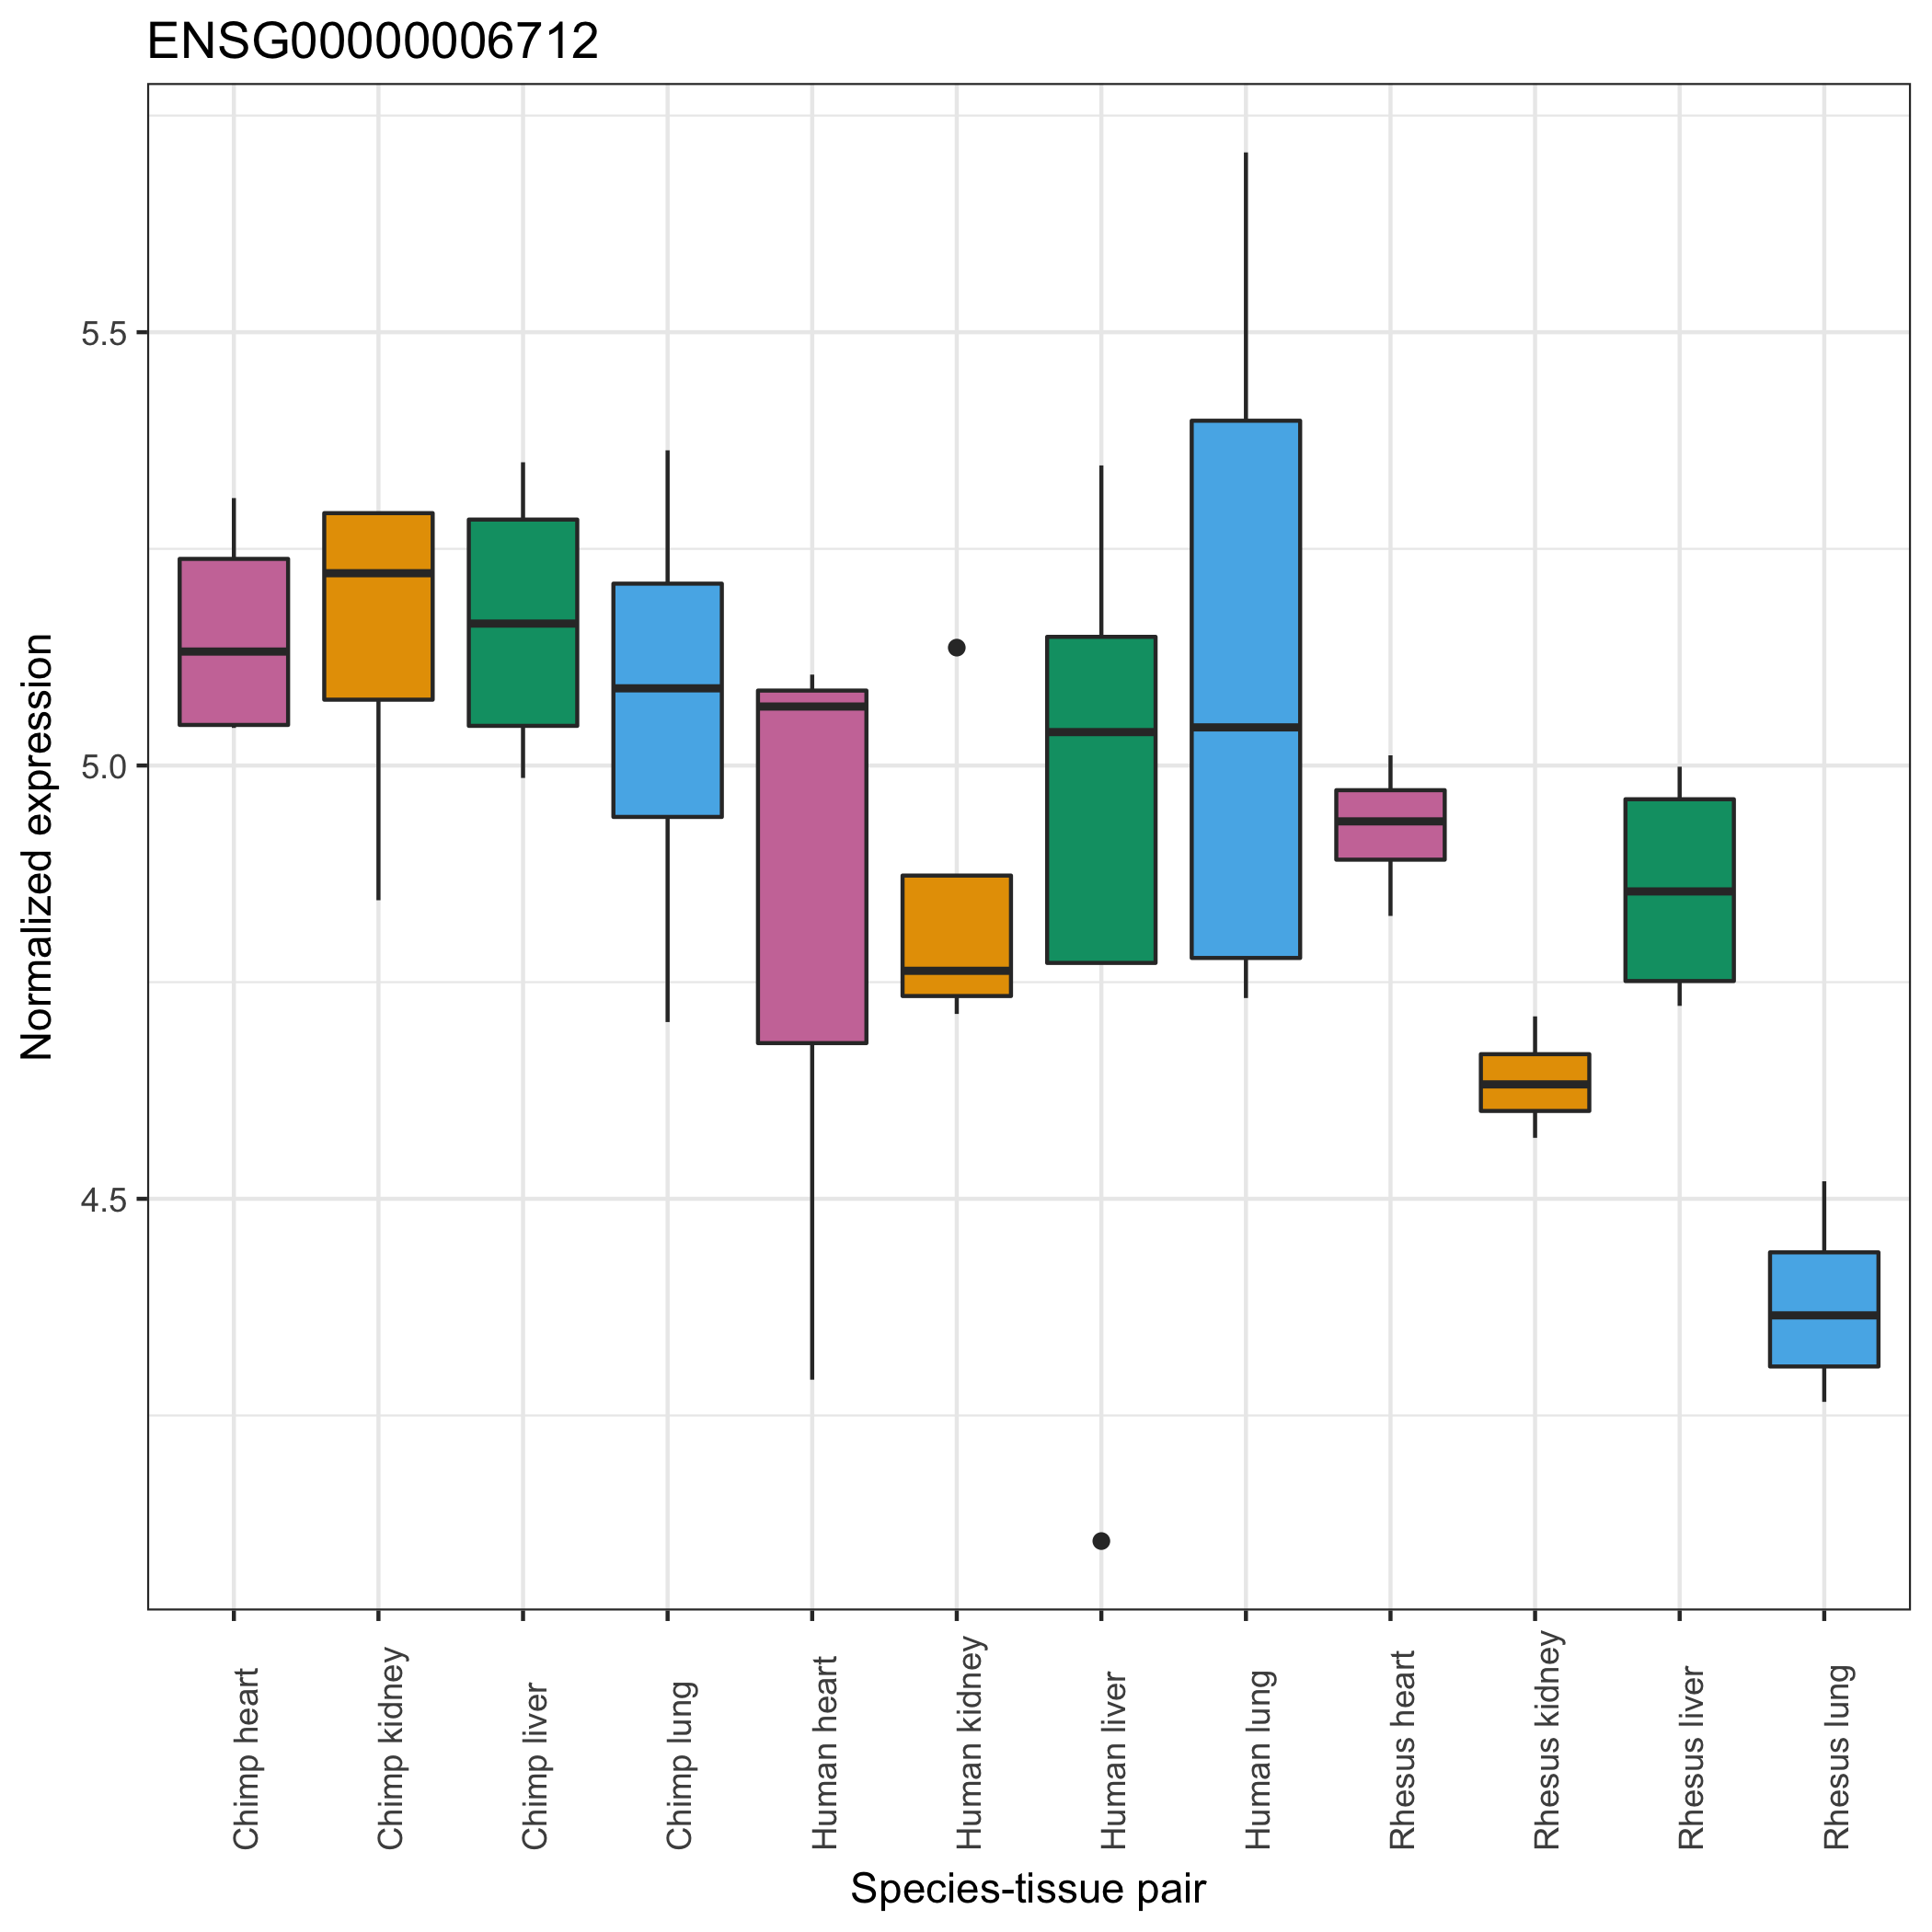 ENSG00000006712
Normalized expression
5.5
5.0
4.5
Chimp heart
Chimp kidney
Chimp liver
Chimp lung
Human heart
Human kidney
Human liver
Human lung
Rhesus heart
Rhesus kidney
Rhesus liver
Rhesus lung
Species-tissue pair